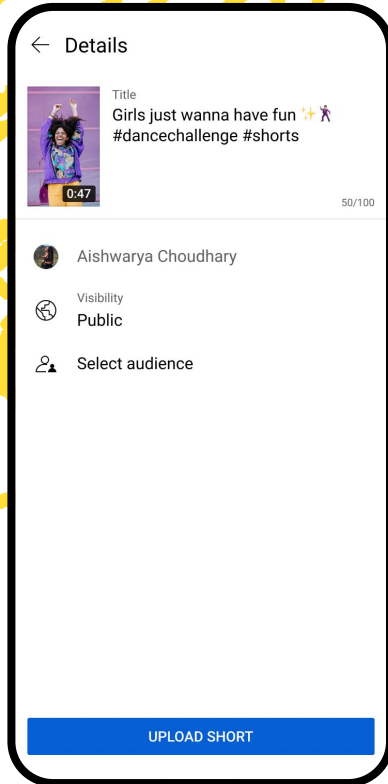 Details
Title
Girls just wanna have fun ✨🕺
#dancechallenge #shorts
0:47
50/100
Aishwarya Choudhary
Visibility
Public
Select audience
UPLOAD SHORT